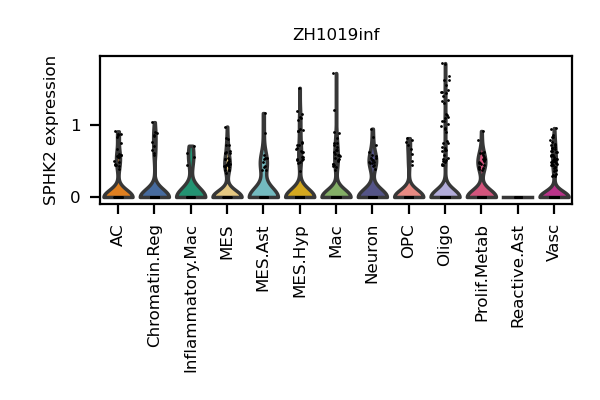 ZH1019inf
SPHK2 expression
1
0
AC
Chromatin.Reg
Inflammatory.Mac
MES
MES.Ast
MES.Hyp
Mac
Neuron
OPC
Oligo
Prolif.Metab
Reactive.Ast
Vasc